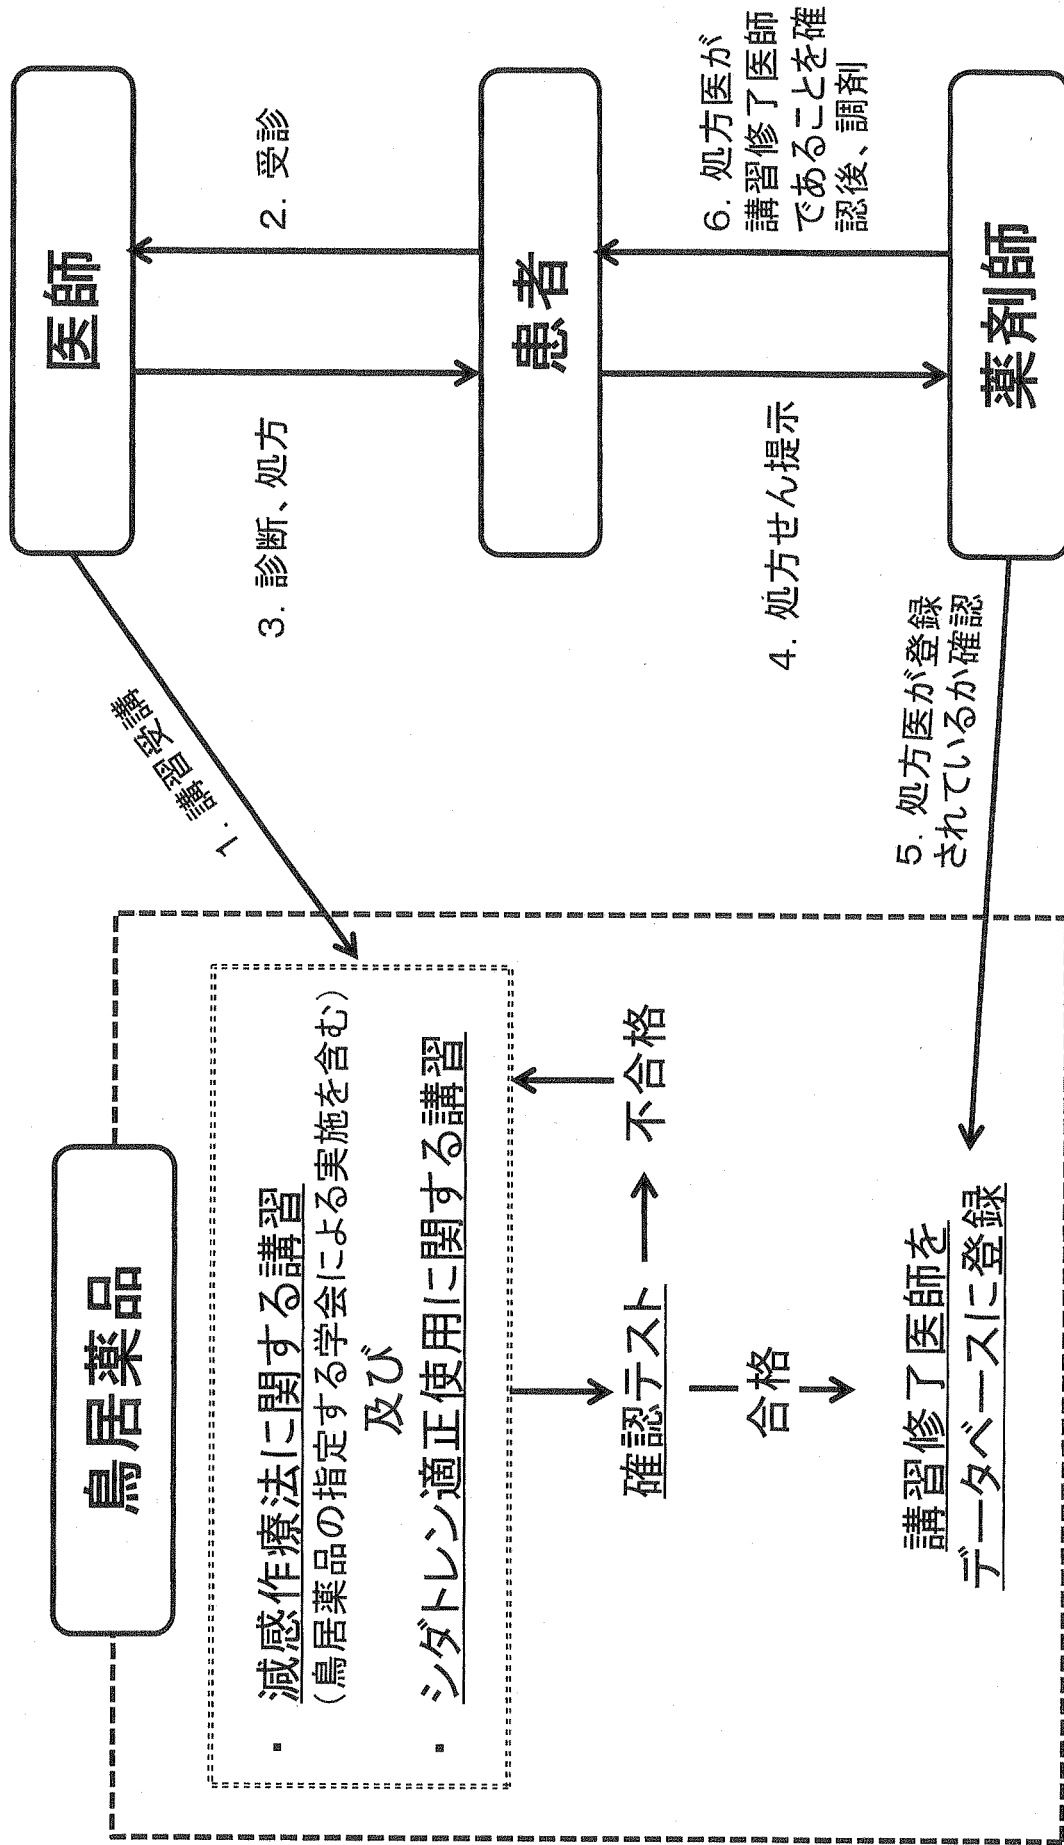 鳥居薬品
・ 減感作療法に関する講習
（鳥居薬品の指定する学会による実施を含む）
及び
・ シダトレン適正使用に関する講習
確認テスト
不合格
合格
講習修了医師を
データベースに登録
1. 講習受講
医師
3. 診断、処方
2. 受診
患者
4. 処方せん提示
6. 処方医が
講習修了医師
であることを確
認後、調剤
5. 処方医が登録
されているか確認
薬剤師